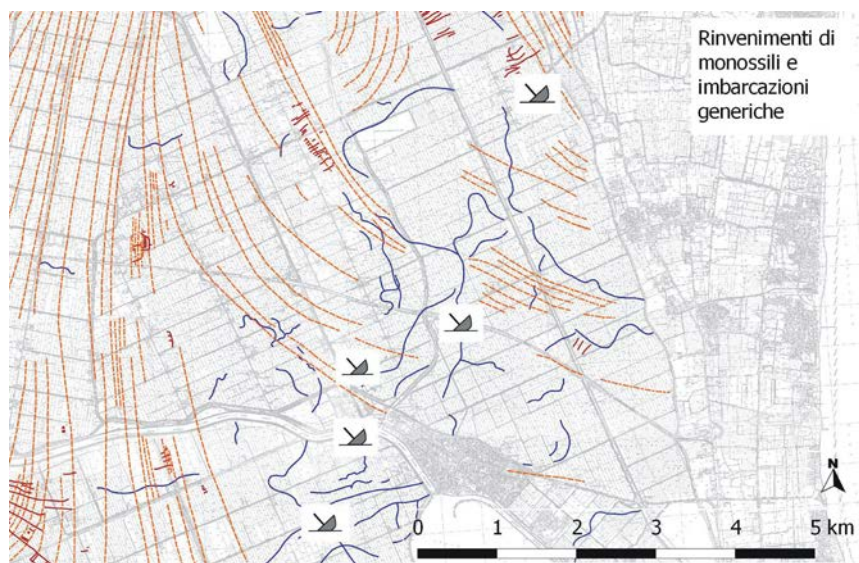 Rinvenimenti di
monossili e
imbarcazioni
generiche
N
0 1 2 3 4 5 km